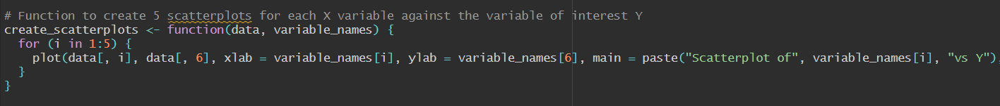 # Function to create 5 scatterplots for each X variable against the variable of interest Y
create_scatterplots <- function(data, variable_names) {
  for (i in 1:5) {
    plot(data[, i], data[, 6], xlab = variable_names[i], ylab = variable_names[6], main = paste("Scatterplot of", variable_names[i], "vs Y"),
  }
}